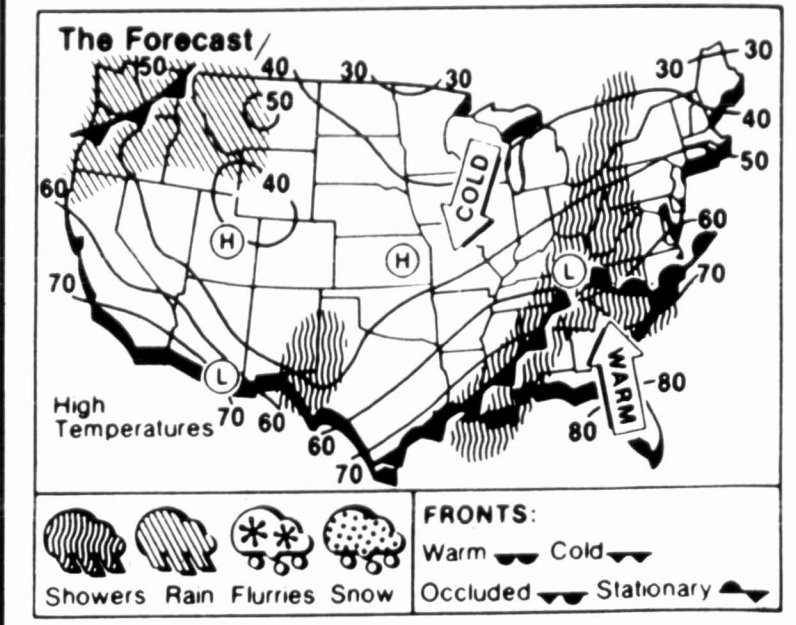 The Forecast
50 40 30 30 30 30
50 40
50
60 40
60
70 70
COLD
H H L
L
WARM
80
80
High
Temperatures
70 60
60
70
FRONTS:
Warm Cold
Showers Rain Flurries Snow
Occluded Stationary